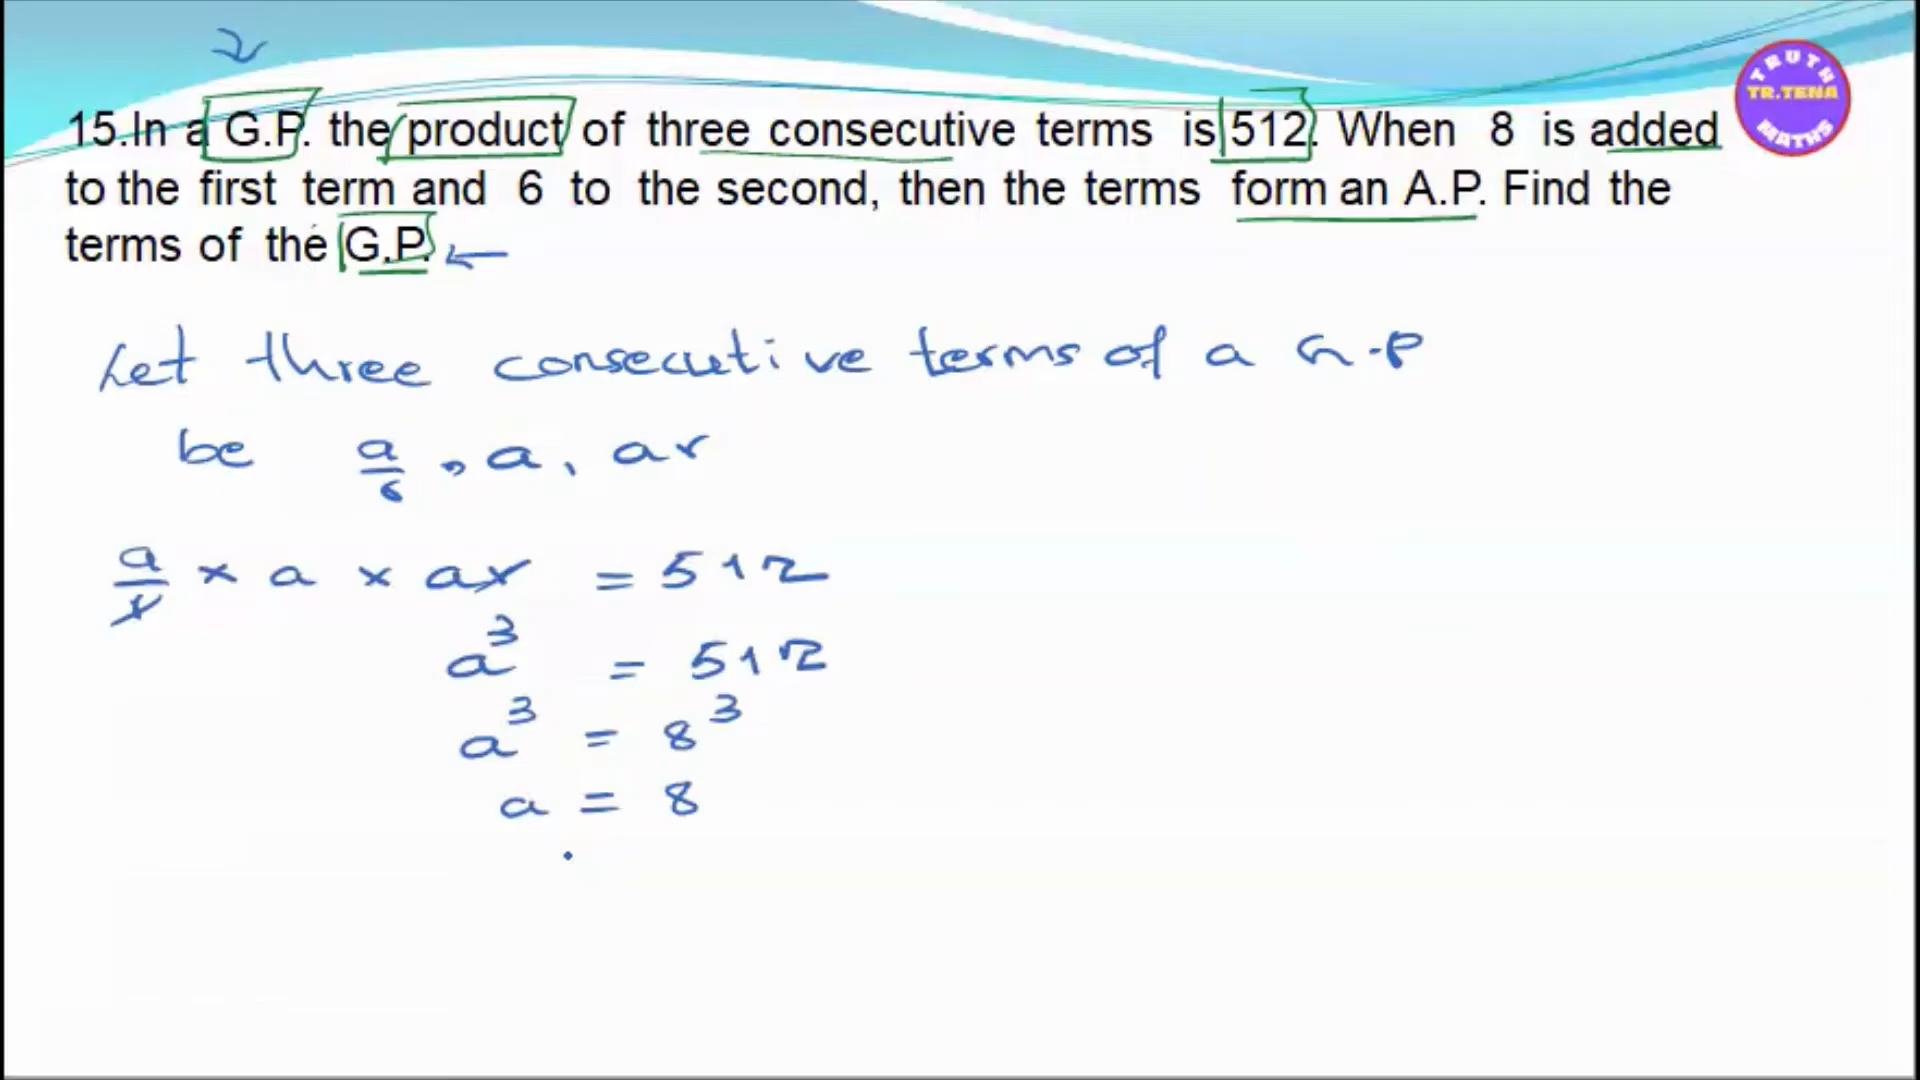 TRUTH
TR.TENA
MATHS
15.In a G.P. the product of three consecutive terms is 512. When 8 is added
to the first term and 6 to the second, then the terms form an A.P. Find the
terms of the G.P.
Let three consecutive terms of a G.P
be a/r, a, ar
a/r × a × ar = 512
a³ = 512
a³ = 8³
a = 8